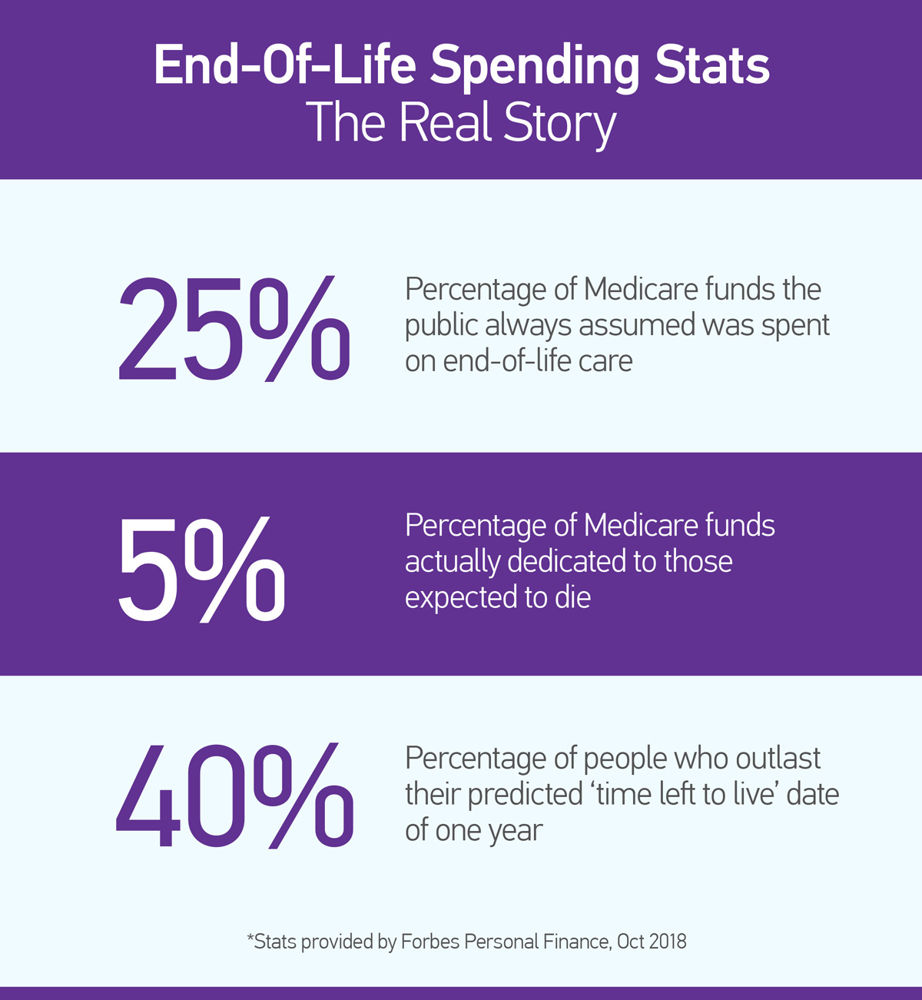 End-Of-Life Spending Stats
The Real Story
25%
Percentage of Medicare funds the
public always assumed was spent
on end-of-life care
5%
Percentage of Medicare funds
actually dedicated to those
expected to die
40%
Percentage of people who outlast
their predicted ‘time left to live’ date
of one year
*Stats provided by Forbes Personal Finance, Oct 2018